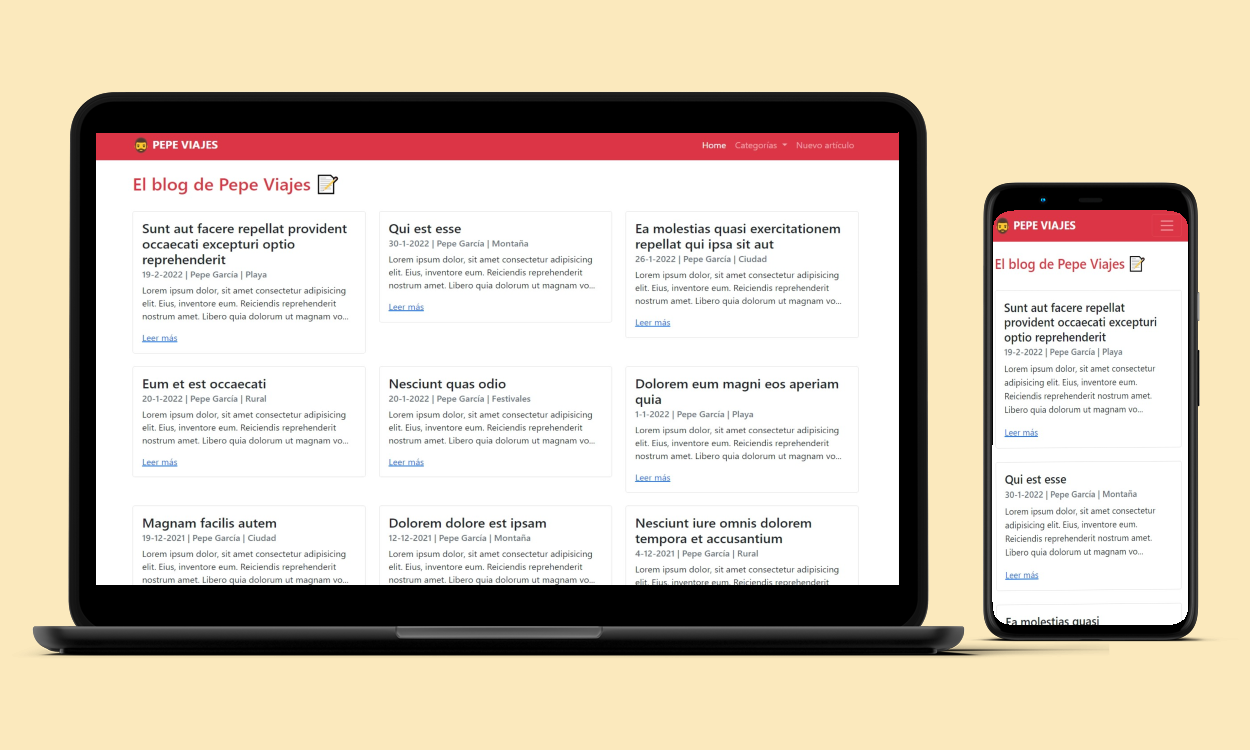 PEPE VIAJES
Home Categorías Nuevo artículo
El blog de Pepe Viajes
Sunt aut facere repellat provident
occaecati excepturi optio
reprehenderit
19-2-2022 | Pepe García | Playa
Lorem ipsum dolor, sit amet consectetur adipisicing
elit. Eius, inventore eum. Reiciendis reprehenderit
nostrum amet. Libero quia dolorum ut magnam vo...
Leer más
Qui est esse
30-1-2022 | Pepe García | Montaña
Lorem ipsum dolor, sit amet consectetur adipisicing
elit. Eius, inventore eum. Reiciendis reprehenderit
nostrum amet. Libero quia dolorum ut magnam vo...
Leer más
Ea molestias quasi exercitationem
repellat qui ipsa sit aut
26-1-2022 | Pepe García | Ciudad
Lorem ipsum dolor, sit amet consectetur adipisicing
elit. Eius, inventore eum. Reiciendis reprehenderit
nostrum amet. Libero quia dolorum ut magnam vo...
Leer más
Eum et est occaecati
20-1-2022 | Pepe García | Rural
Lorem ipsum dolor, sit amet consectetur adipisicing
elit. Eius, inventore eum. Reiciendis reprehenderit
nostrum amet. Libero quia dolorum ut magnam vo...
Leer más
Nesciunt quas odio
20-1-2022 | Pepe García | Festivales
Lorem ipsum dolor, sit amet consectetur adipisicing
elit. Eius, inventore eum. Reiciendis reprehenderit
nostrum amet. Libero quia dolorum ut magnam vo...
Leer más
Dolorem eum magni eos aperiam
quia
1-1-2022 | Pepe García | Playa
Lorem ipsum dolor, sit amet consectetur adipisicing
elit. Eius, inventore eum. Reiciendis reprehenderit
nostrum amet. Libero quia dolorum ut magnam vo...
Leer más
Magnam facilis autem
19-12-2021 | Pepe García | Ciudad
Lorem ipsum dolor, sit amet consectetur adipisicing
elit. Eius, inventore eum. Reiciendis reprehenderit
nostrum amet. Libero quia dolorum ut magnam vo...
Dolorem dolore est ipsam
12-12-2021 | Pepe García | Montaña
Lorem ipsum dolor, sit amet consectetur adipisicing
elit. Eius, inventore eum. Reiciendis reprehenderit
nostrum amet. Libero quia dolorum ut magnam vo...
Nesciunt iure omnis dolorem
tempora et accusantium
4-12-2021 | Pepe García | Rural
Lorem ipsum dolor, sit amet consectetur adipisicing
elit. Eius, inventore eum. Reiciendis reprehenderit
PEPE VIAJES
El blog de Pepe Viajes
Sunt aut facere repellat
provident occaecati excepturi
optio reprehenderit
19-2-2022 | Pepe García | Playa
Lorem ipsum dolor, sit amet consectetur
adipisicing elit. Eius, inventore eum.
Reiciendis reprehenderit nostrum amet.
Libero quia dolorum ut magnam vo...
Leer más
Qui est esse
30-1-2022 | Pepe García | Montaña
Lorem ipsum dolor, sit amet consectetur
adipisicing elit. Eius, inventore eum.
Reiciendis reprehenderit nostrum amet.
Libero quia dolorum ut magnam vo...
Leer más
Ea molestias quasi